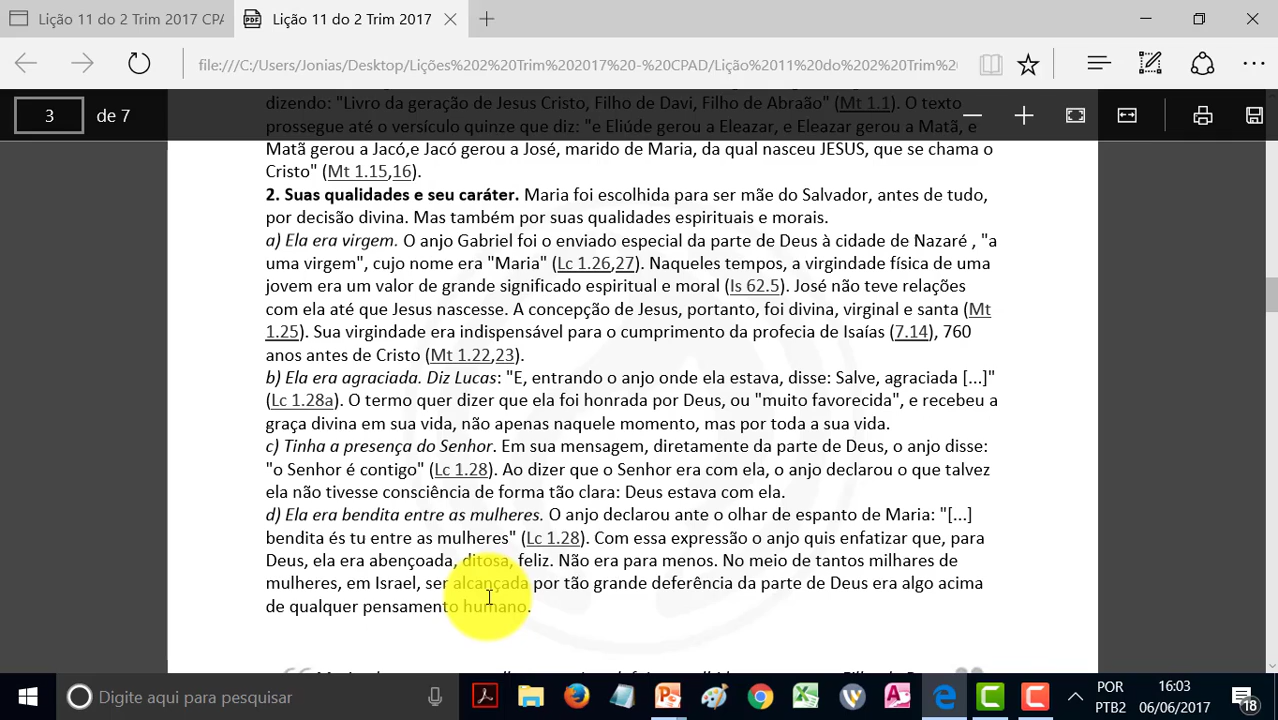 Lição 11 do 2 Trim 2017 CPA
Lição 11 do 2 Trim 2017
file:///C:/Users/Jonias/Desktop/Lições%202%20Trim%202017%20-%20CPAD/Lição%2011%20do%202%20Trim%
3 de 7
dizendo: "Livro da geração de Jesus Cristo, Filho de Davi, Filho de Abraão" (Mt 1.1). O texto
prossegue até o versículo quinze que diz: "e Eliúde gerou a Eleazar, e Eleazar gerou a Matã, e
Matã gerou a Jacó,e Jacó gerou a José, marido de Maria, da qual nasceu JESUS, que se chama o
Cristo" (Mt 1.15,16).
2. Suas qualidades e seu caráter. Maria foi escolhida para ser mãe do Salvador, antes de tudo,
por decisão divina. Mas também por suas qualidades espirituais e morais.
a) Ela era virgem. O anjo Gabriel foi o enviado especial da parte de Deus à cidade de Nazaré , "a
uma virgem", cujo nome era "Maria" (Lc 1.26,27). Naqueles tempos, a virgindade física de uma
jovem era um valor de grande significado espiritual e moral (Is 62.5). José não teve relações
com ela até que Jesus nascesse. A concepção de Jesus, portanto, foi divina, virginal e santa (Mt
1.25). Sua virgindade era indispensável para o cumprimento da profecia de Isaías (7.14), 760
anos antes de Cristo (Mt 1.22,23).
b) Ela era agraciada. Diz Lucas: "E, entrando o anjo onde ela estava, disse: Salve, agraciada [...]"
(Lc 1.28a). O termo quer dizer que ela foi honrada por Deus, ou "muito favorecida", e recebeu a
graça divina em sua vida, não apenas naquele momento, mas por toda a sua vida.
c) Tinha a presença do Senhor. Em sua mensagem, diretamente da parte de Deus, o anjo disse:
"o Senhor é contigo" (Lc 1.28). Ao dizer que o Senhor era com ela, o anjo declarou o que talvez
ela não tivesse consciência de forma tão clara: Deus estava com ela.
d) Ela era bendita entre as mulheres. O anjo declarou ante o olhar de espanto de Maria: "[...]
bendita és tu entre as mulheres" (Lc 1.28). Com essa expressão o anjo quis enfatizar que, para
Deus, ela era abençoada, ditosa, feliz. Não era para menos. No meio de tantos milhares de
mulheres, em Israel, ser alcançada por tão grande deferência da parte de Deus era algo acima
de qualquer pensamento humano.
Digite aqui para pesquisar
POR
PTB2
16:03
06/06/2017
18